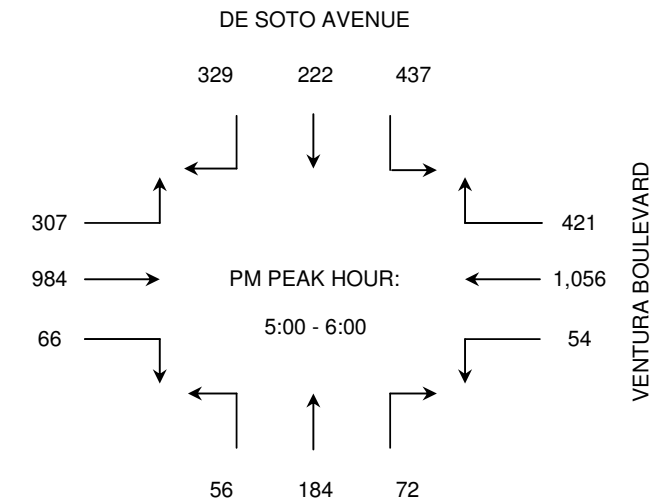 DE SOTO AVENUE
329 222 437
307 421
984 PM PEAK HOUR: 1,056
5:00 - 6:00
66 54
VENTURA BOULEVARD
56 184 72